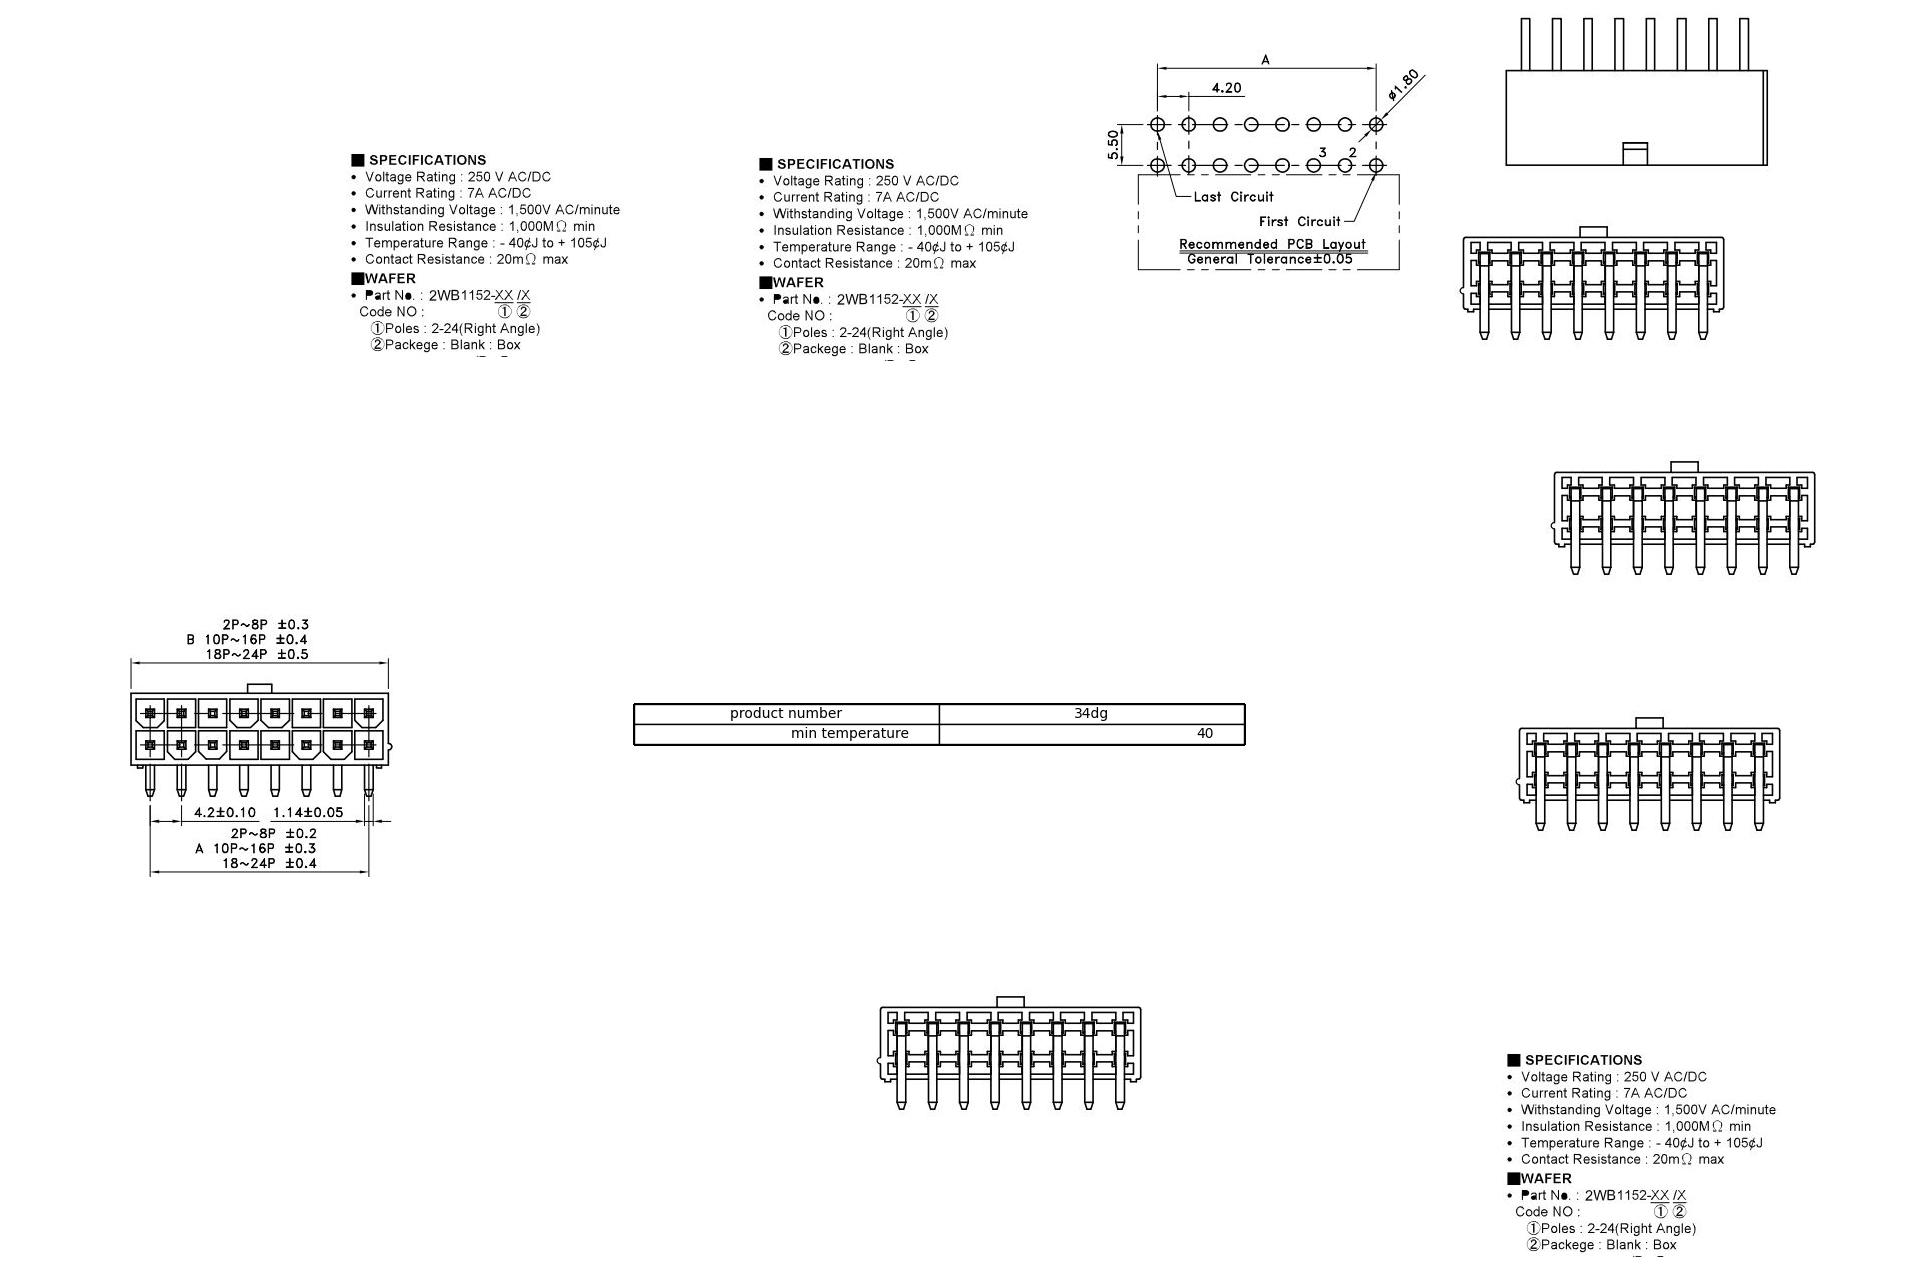 ■ SPECIFICATIONS
• Voltage Rating : 250 V AC/DC
• Current Rating : 7A AC/DC
• Withstanding Voltage : 1,500V AC/minute
• Insulation Resistance : 1,000MΩ min
• Temperature Range : - 40¢J to + 105¢J
• Contact Resistance : 20mΩ max
■WAFER
• Part No. : 2WB1152-XX /X
Code NO : ① ②
①Poles : 2-24(Right Angle)
②Packege : Blank : Box
■ SPECIFICATIONS
• Voltage Rating : 250 V AC/DC
• Current Rating : 7A AC/DC
• Withstanding Voltage : 1,500V AC/minute
• Insulation Resistance : 1,000MΩ min
• Temperature Range : - 40¢J to + 105¢J
• Contact Resistance : 20mΩ max
■WAFER
• Part No. : 2WB1152-XX /X
Code NO : ① ②
①Poles : 2-24(Right Angle)
②Packege : Blank : Box
A
4.20
ø1.80
5.50
3 2
Last Circuit
First Circuit
Recommended PCB Layout
General Tolerance±0.05
2P~8P ±0.3
B 10P~16P ±0.4
18P~24P ±0.5
4.2±0.10 1.14±0.05
2P~8P ±0.2
A 10P~16P ±0.3
18~24P ±0.4
product number 34dg
min temperature 40
■ SPECIFICATIONS
• Voltage Rating : 250 V AC/DC
• Current Rating : 7A AC/DC
• Withstanding Voltage : 1,500V AC/minute
• Insulation Resistance : 1,000MΩ min
• Temperature Range : - 40¢J to + 105¢J
• Contact Resistance : 20mΩ max
■WAFER
• Part No. : 2WB1152-XX /X
Code NO : ① ②
①Poles : 2-24(Right Angle)
②Packege : Blank : Box